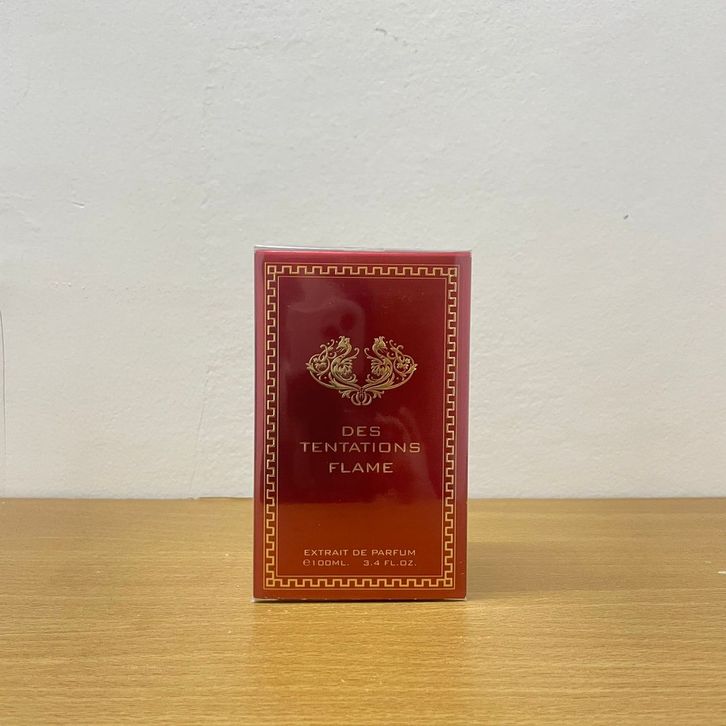 DES
TENTATIONS
FLAME
EXTRAIT DE PARFUM
℮100ML. 3.4 FL.OZ.